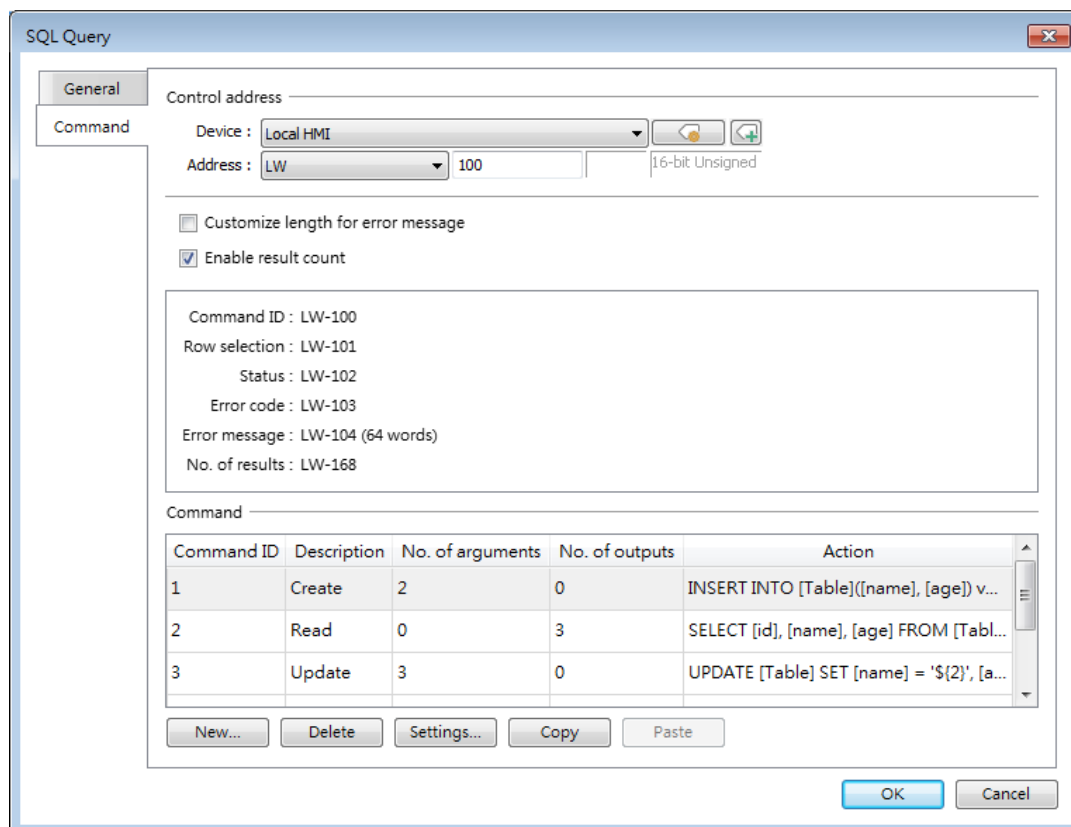 SQL Query
General
Command
Control address
Device : Local HMI
Address : LW 100 16-bit Unsigned
Customize length for error message
Enable result count
Command ID : LW-100
Row selection : LW-101
Status : LW-102
Error code : LW-103
Error message : LW-104 (64 words)
No. of results : LW-168
Command
Command ID Description No. of arguments No. of outputs Action
1 Create 2 0 INSERT INTO [Table]([name], [age]) v...
2 Read 0 3 SELECT [id], [name], [age] FROM [Tabl...
3 Update 3 0 UPDATE [Table] SET [name] = '${2}', [a...
New... Delete Settings... Copy Paste
OK Cancel